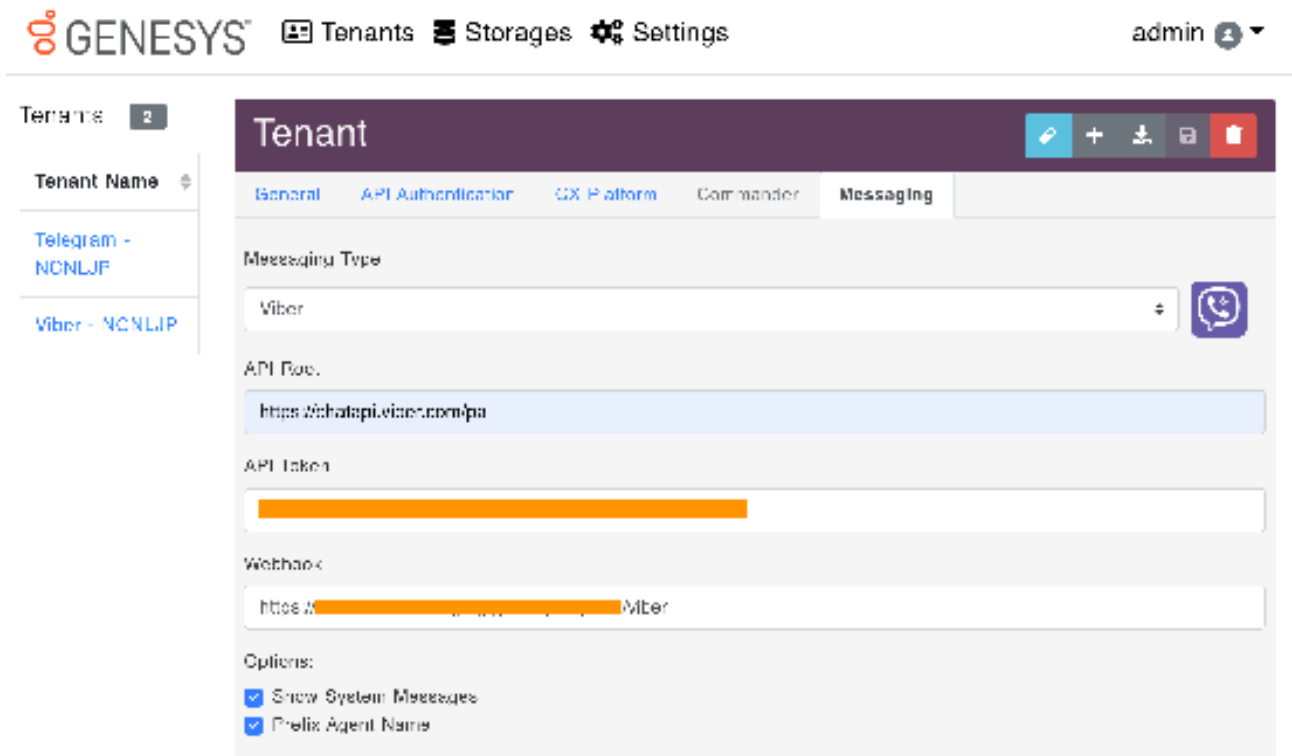 GENESYS Tenants Storages Settings admin
Tenants 2
Tenant
Tenant Name
General API Authentication CX Platform Commander Messaging
Telegram -
NCNLJP
Viber - NCNLJP
Messaging Type
Viber
API Root
https://chatapi.viber.com/pa
API Token
Webhook
https:// /viber
Options:
Show System Messages
Prefix Agent Name